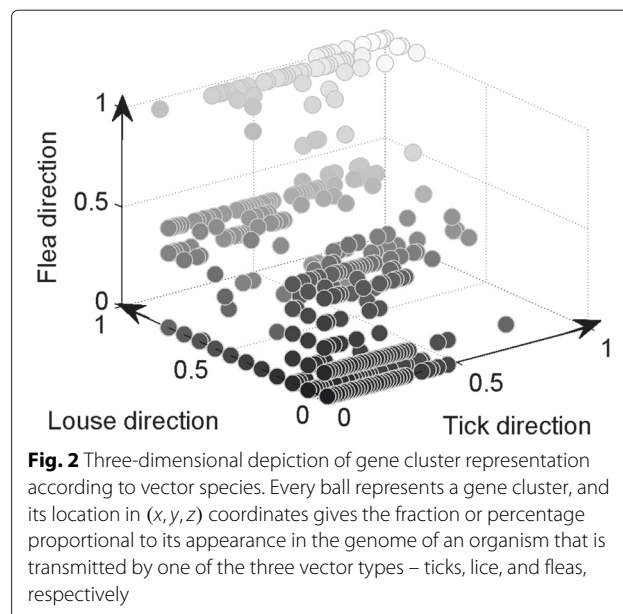 1
Flea direction
0.5
0
1
0.5
Louse direction
0
0
0.5
1
Tick direction
Fig. 2 Three-dimensional depiction of gene cluster representation
according to vector species. Every ball represents a gene cluster, and
its location in (x, y, z) coordinates gives the fraction or percentage
proportional to its appearance in the genome of an organism that is
transmitted by one of the three vector types – ticks, lice, and fleas,
respectively